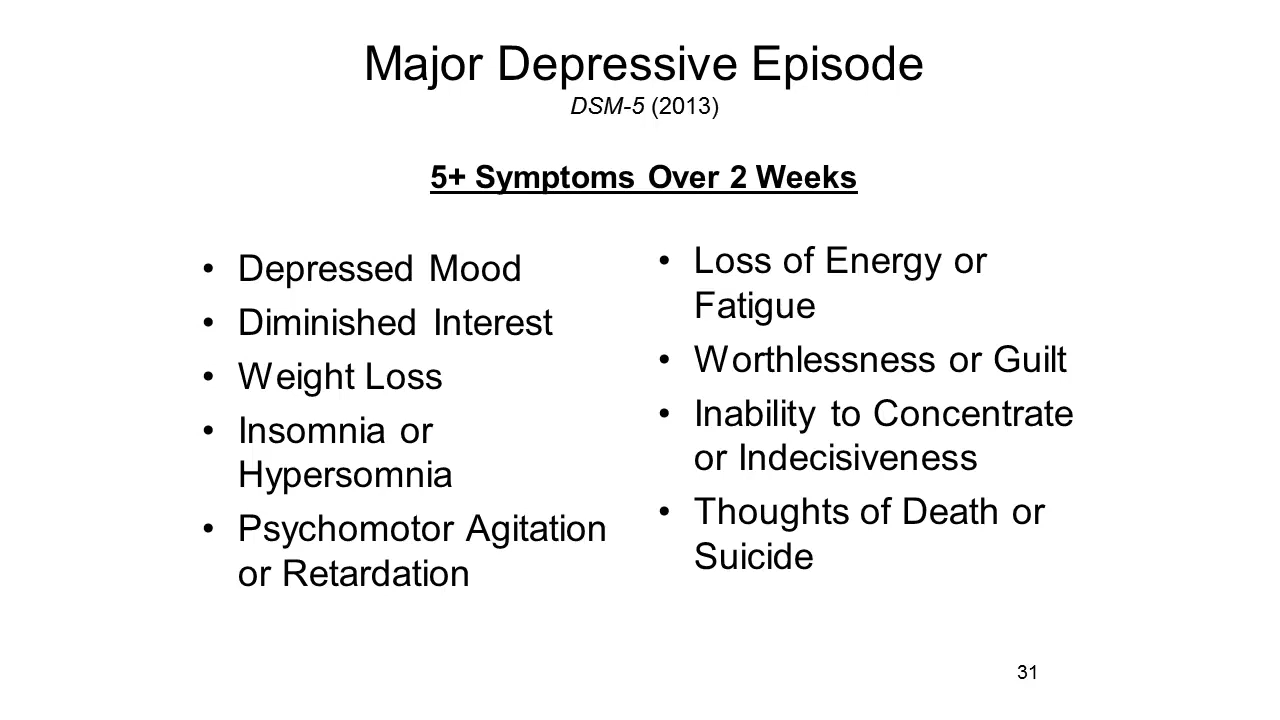 Major Depressive Episode
DSM-5 (2013)
5+ Symptoms Over 2 Weeks
• Depressed Mood
• Diminished Interest
• Weight Loss
• Insomnia or
Hypersomnia
• Psychomotor Agitation
or Retardation
• Loss of Energy or
Fatigue
• Worthlessness or Guilt
• Inability to Concentrate
or Indecisiveness
• Thoughts of Death or
Suicide
31